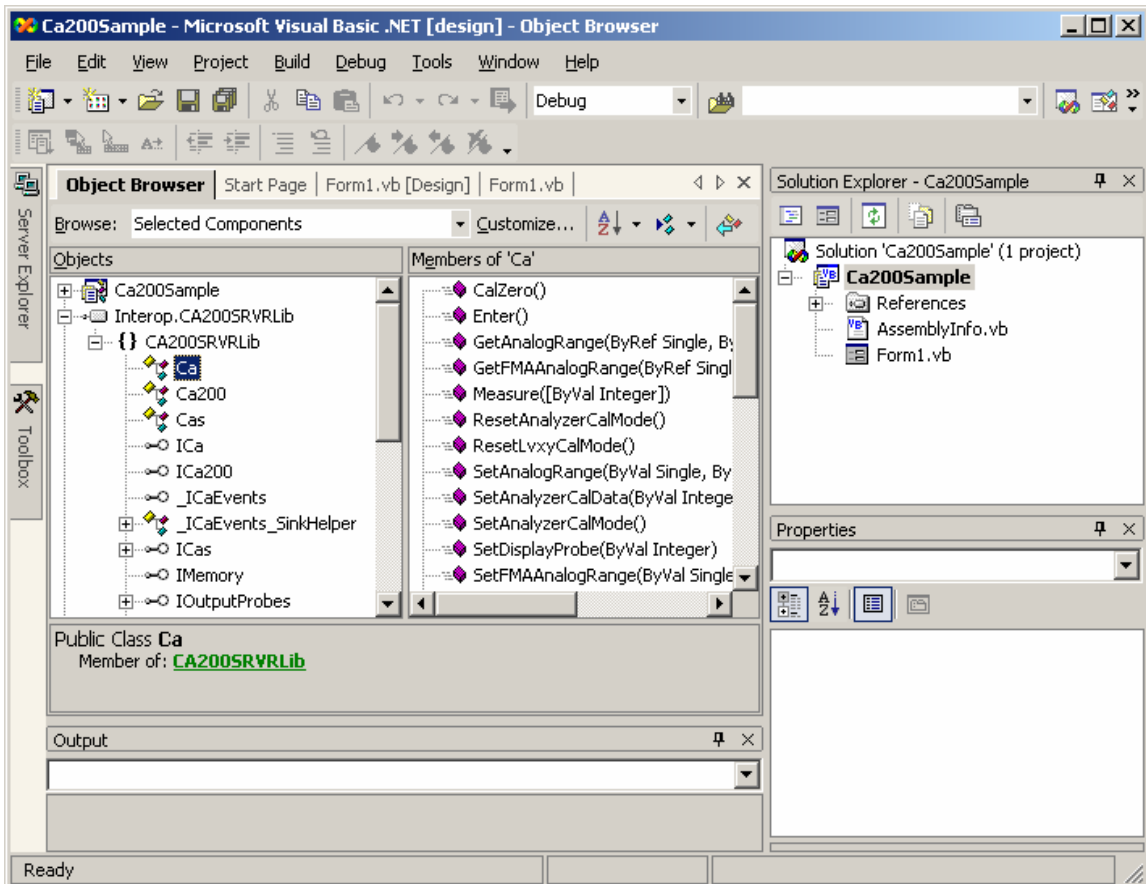 Ca200Sample - Microsoft Visual Basic .NET [design] - Object Browser
File Edit View Project Build Debug Tools Window Help
Debug
Object Browser Start Page Form1.vb [Design] Form1.vb
Server Explorer
Toolbox
Browse: Selected Components Customize...
Objects
Ca200Sample
Interop.CA200SRVRLib
{} CA200SRVRLib
Ca
Ca200
Cas
ICa
ICa200
_ICaEvents
_ICaEvents_SinkHelper
ICas
IMemory
IOutputProbes
Members of 'Ca'
CalZero()
Enter()
GetAnalogRange(ByRef Single, By
GetFMAAnalogRange(ByRef Singl
Measure([ByVal Integer])
ResetAnalyzerCalMode()
ResetLvxyCalMode()
SetAnalogRange(ByVal Single, By
SetAnalyzerCalData(ByVal Intege
SetAnalyzerCalMode()
SetDisplayProbe(ByVal Integer)
SetFMAAnalogRange(ByVal Single
Public Class Ca
Member of: CA200SRVRLib
Output
Solution Explorer - Ca200Sample
Solution 'Ca200Sample' (1 project)
Ca200Sample
References
AssemblyInfo.vb
Form1.vb
Properties
Ready